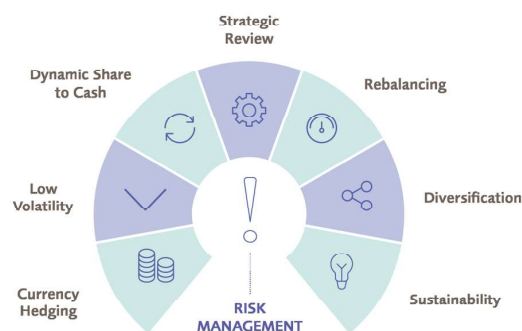 Strategic
Review
Dynamic Share
to Cash
Rebalancing
Low
Volatility
Diversification
Currency
Hedging
Sustainability
RISK
MANAGEMENT